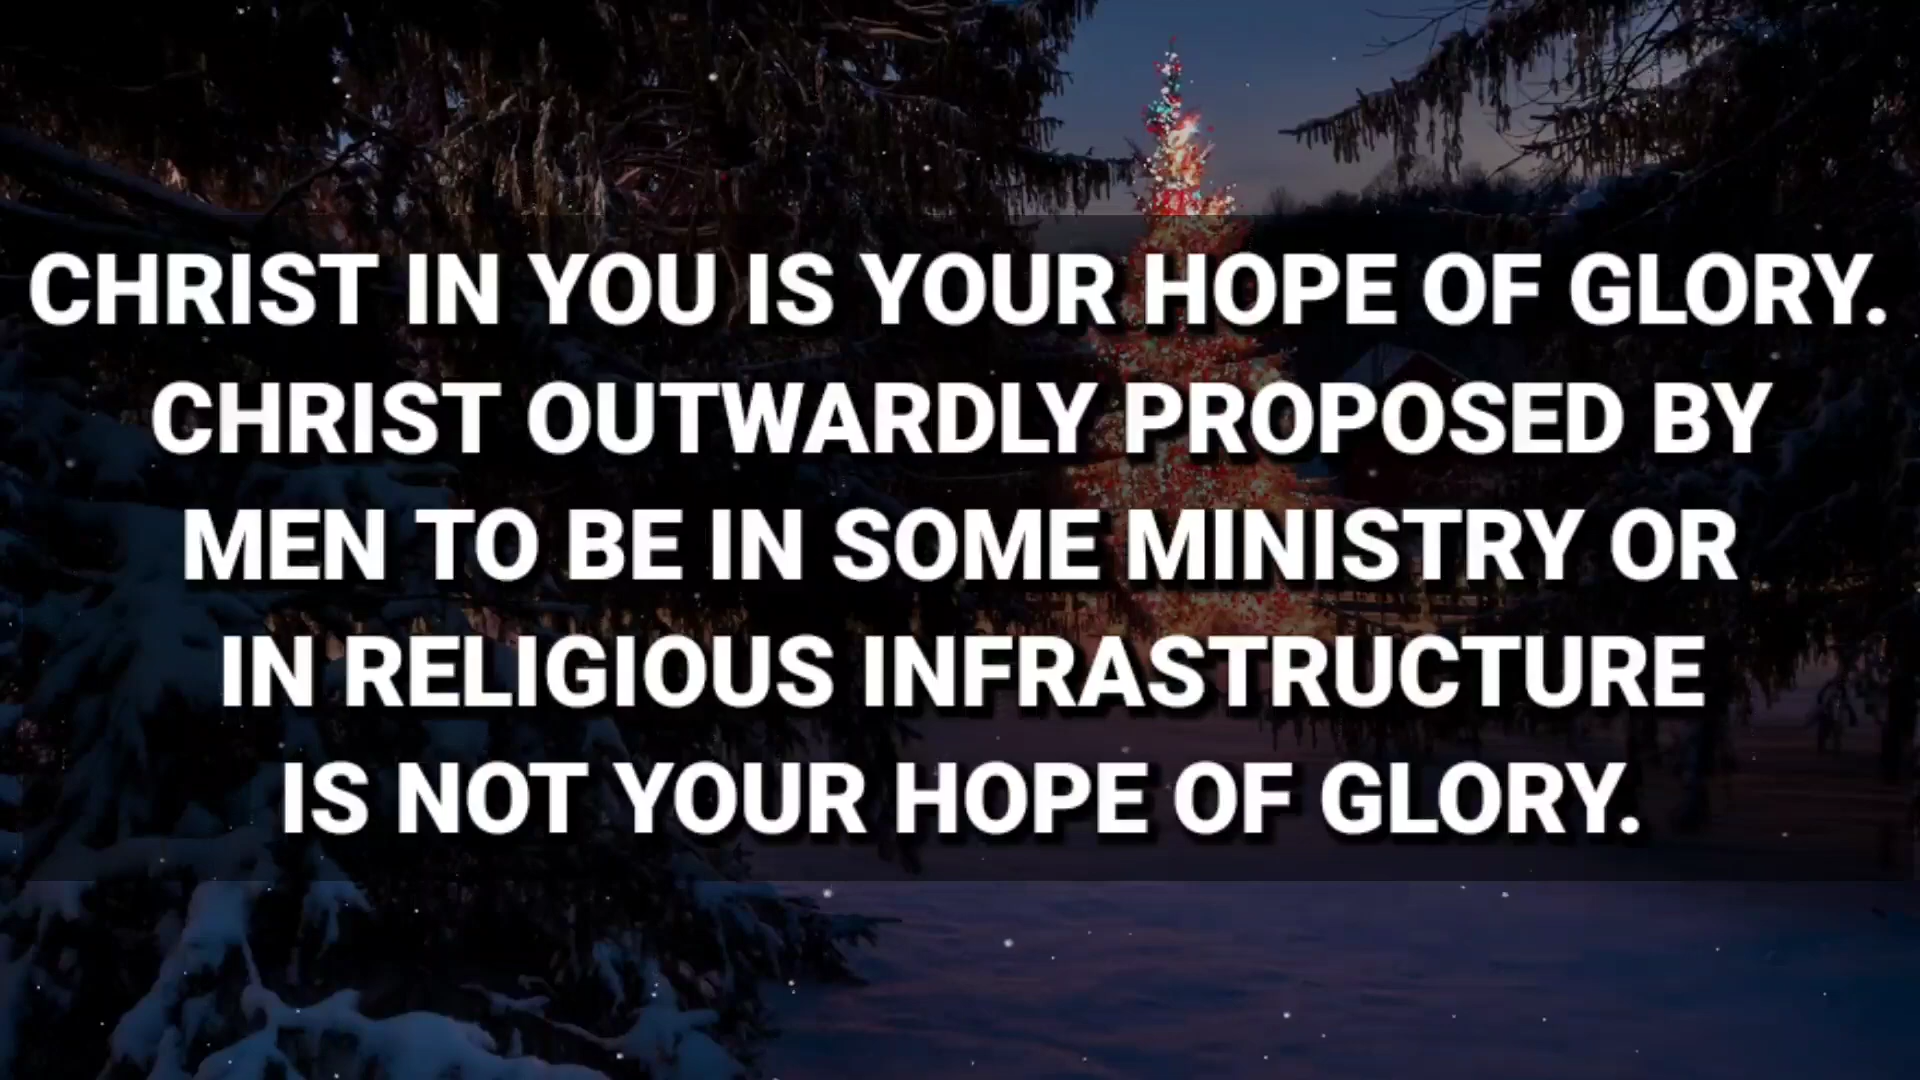 CHRIST IN YOU IS YOUR HOPE OF GLORY.
CHRIST OUTWARDLY PROPOSED BY
MEN TO BE IN SOME MINISTRY OR
IN RELIGIOUS INFRASTRUCTURE
IS NOT YOUR HOPE OF GLORY.